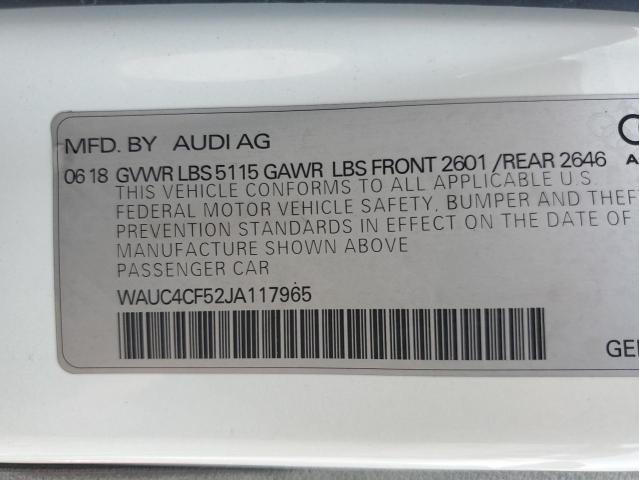 MFD. BY AUDI AG
06 18 GVWR LBS 5115 GAWR LBS FRONT 2601 /REAR 2646
THIS VEHICLE CONFORMS TO ALL APPLICABLE U.S.
FEDERAL MOTOR VEHICLE SAFETY, BUMPER AND THEF
PREVENTION STANDARDS IN EFFECT ON THE DATE OF
MANUFACTURE SHOWN ABOVE
PASSENGER CAR
WAUC4CF52JA117965